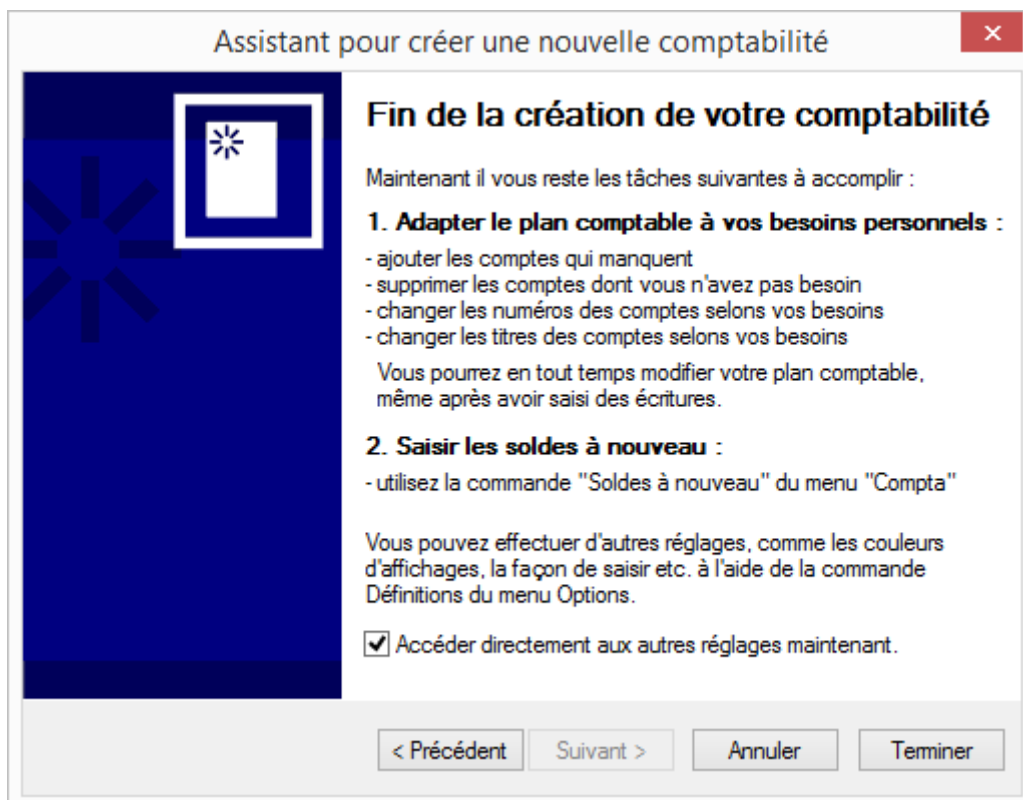 Assistant pour créer une nouvelle comptabilité
Fin de la création de votre comptabilité
Maintenant il vous reste les tâches suivantes à accomplir :
1. Adapter le plan comptable à vos besoins personnels :
- ajouter les comptes qui manquent
- supprimer les comptes dont vous n'avez pas besoin
- changer les numéros des comptes selons vos besoins
- changer les titres des comptes selons vos besoins
Vous pourrez en tout temps modifier votre plan comptable,
même après avoir saisi des écritures.
2. Saisir les soldes à nouveau :
- utilisez la commande "Soldes à nouveau" du menu "Compta"
Vous pouvez effectuer d'autres réglages, comme les couleurs
d'affichages, la façon de saisir etc. à l'aide de la commande
Définitions du menu Options.
Accéder directement aux autres réglages maintenant.
< Précédent Suivant > Annuler Terminer